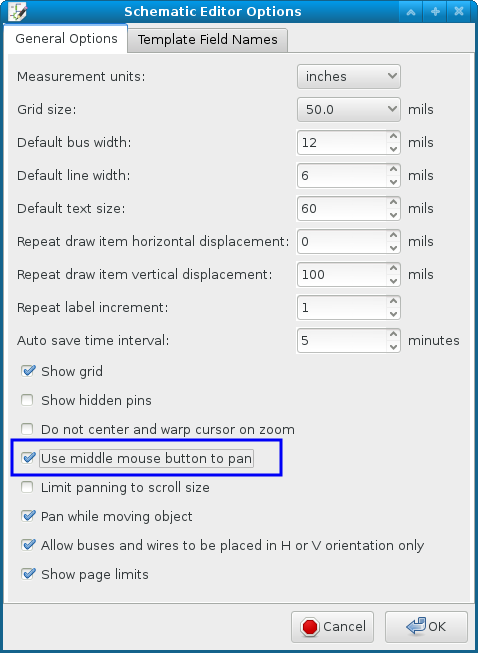 Schematic Editor Options
General Options Template Field Names
Measurement units: inches
Grid size: 50.0 mils
Default bus width: 12 mils
Default line width: 6 mils
Default text size: 60 mils
Repeat draw item horizontal displacement: 0 mils
Repeat draw item vertical displacement: 100 mils
Repeat label increment: 1
Auto save time interval: 5 minutes
Show grid
Show hidden pins
Do not center and warp cursor on zoom
Use middle mouse button to pan
Limit panning to scroll size
Pan while moving object
Allow buses and wires to be placed in H or V orientation only
Show page limits
Cancel OK